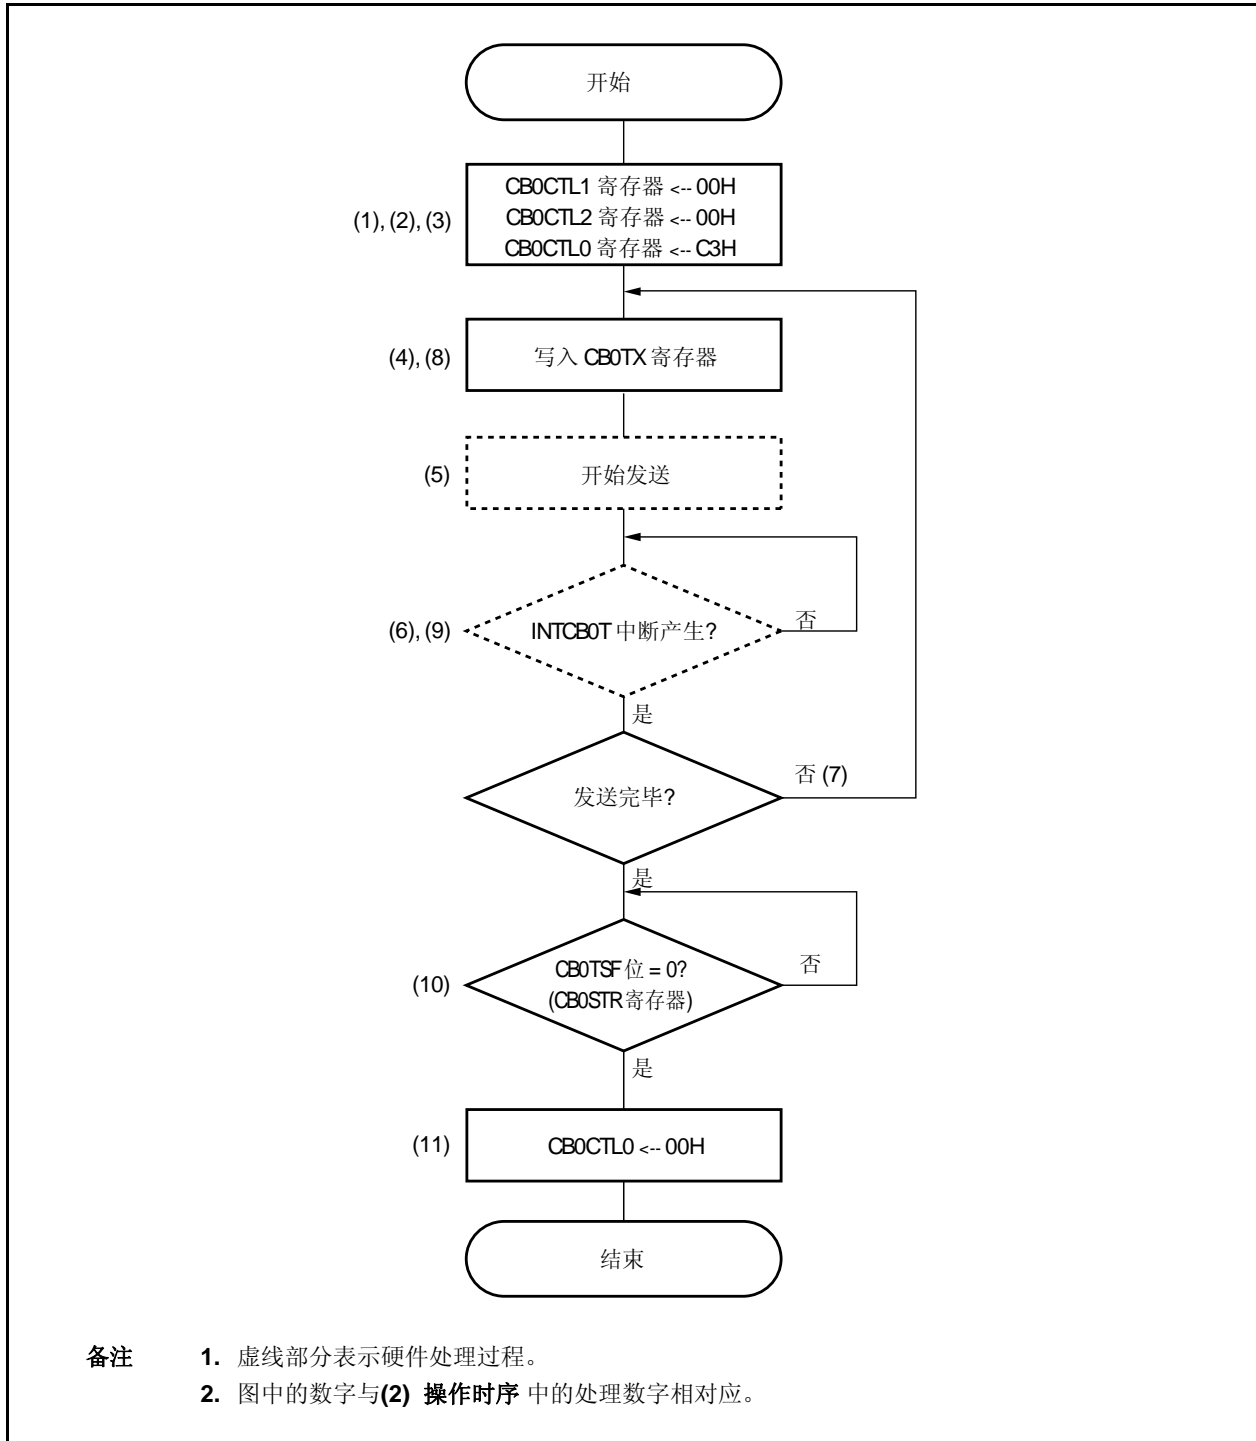 开始
CB0CTL1 寄存器 <-- 00H
(1), (2), (3) CB0CTL2 寄存器 <-- 00H
CB0CTL0 寄存器 <-- C3H
(4), (8) 写入 CB0TX 寄存器
(5) 开始发送
(6), (9) INTCB0T 中断产生? 否
是
发送完毕? 否 (7)
是
CB0TSF 位 = 0? 否
(10) (CB0STR 寄存器)
是
(11) CB0CTL0 <-- 00H
结束
备注 1. 虚线部分表示硬件处理过程。
2. 图中的数字与(2) 操作时序 中的处理数字相对应。